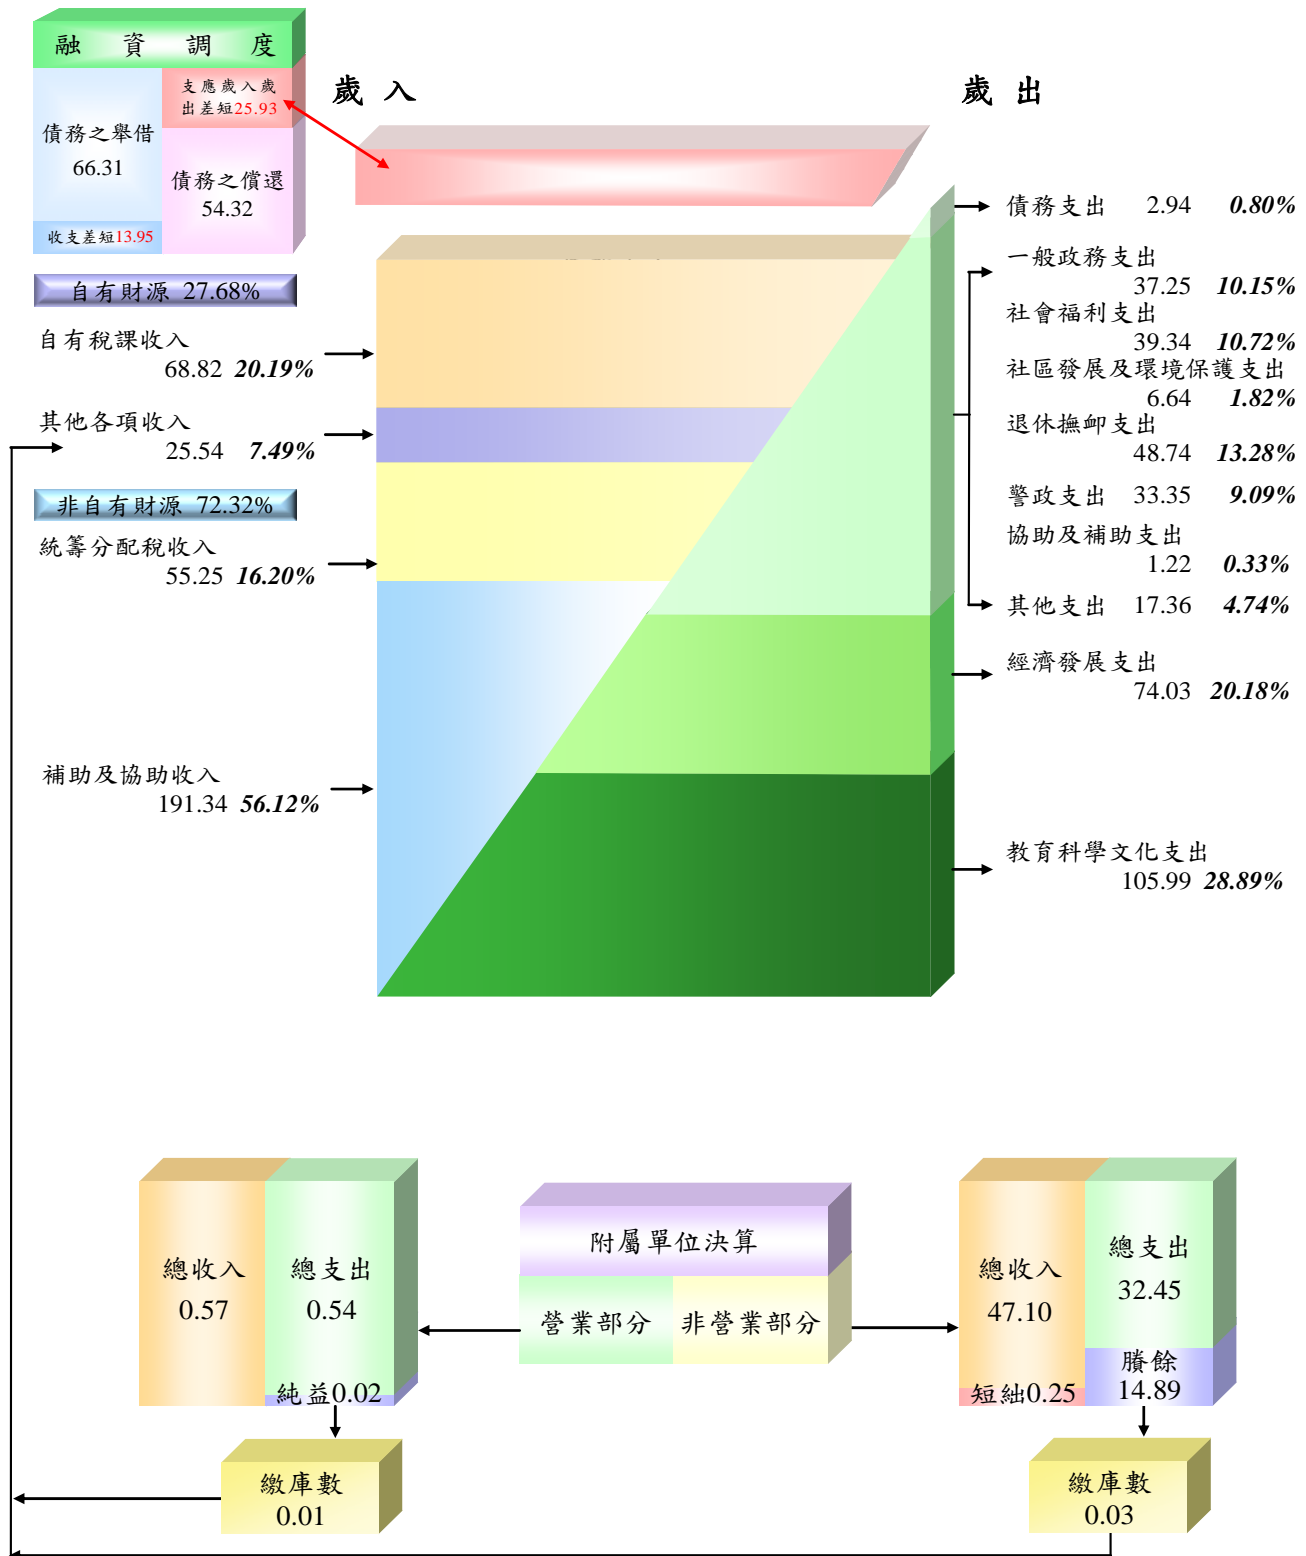 融資調度
支應歲入歲
出差短25.93
債務之舉借
66.31
債務之償還
54.32
收支差短13.95
歲入
歲出
自有財源 27.68%
自有稅課收入
68.82 20.19%
其他各項收入
25.54 7.49%
非自有財源 72.32%
統籌分配稅收入
55.25 16.20%
補助及協助收入
191.34 56.12%
債務支出 2.94 0.80%
一般政務支出
37.25 10.15%
社會福利支出
39.34 10.72%
社區發展及環境保護支出
6.64 1.82%
退休撫卹支出
48.74 13.28%
警政支出 33.35 9.09%
協助及補助支出
1.22 0.33%
其他支出 17.36 4.74%
經濟發展支出
74.03 20.18%
教育科學文化支出
105.99 28.89%
總收入
0.57
總支出
0.54
純益0.02
繳庫數
0.01
附屬單位決算
營業部分
非營業部分
總收入
47.10
短絀0.25
總支出
32.45
賸餘
14.89
繳庫數
0.03